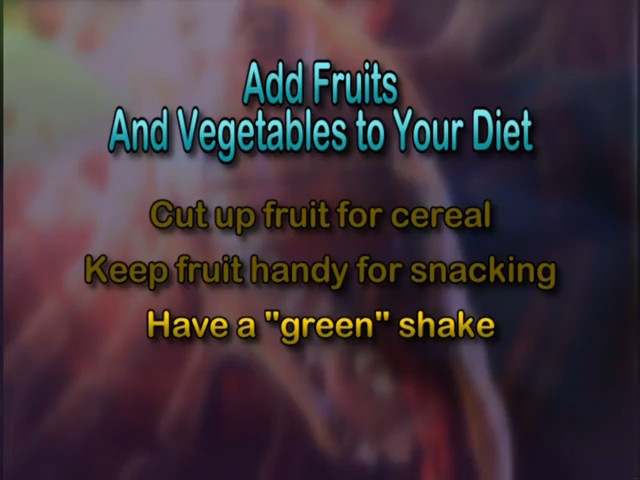 Add Fruits
And Vegetables to Your Diet
Cut up fruit for cereal
Keep fruit handy for snacking
Have a "green" shake